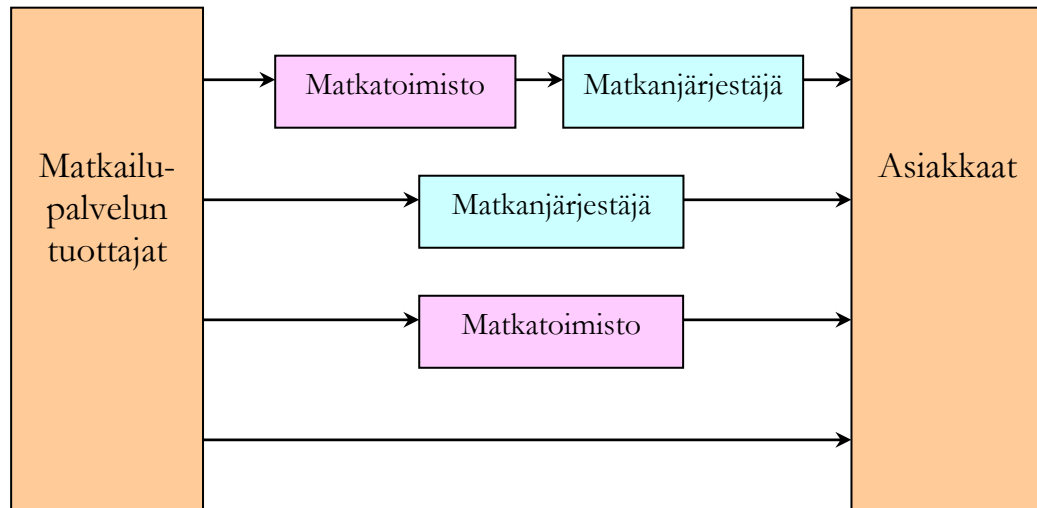 Matkailu-
palvelun
tuottajat
Matkatoimisto
Matkanjärjestäjä
Matkanjärjestäjä
Matkatoimisto
Asiakkaat